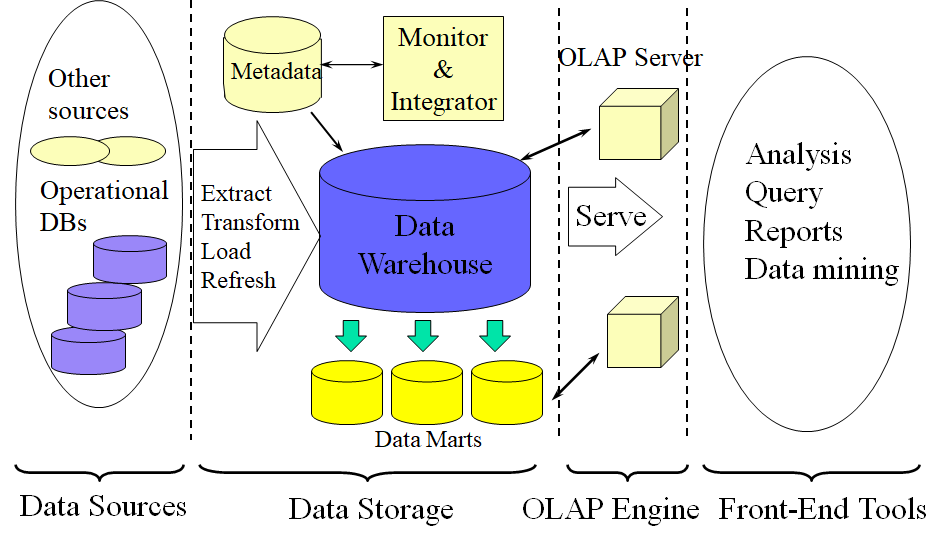 Other
sources
Operational
DBs
Metadata
Monitor
&
Integrator
Extract
Transform
Load
Refresh
Data
Warehouse
Data Marts
OLAP Server
Serve
Analysis
Query
Reports
Data mining
Data Sources
Data Storage
OLAP Engine
Front-End Tools